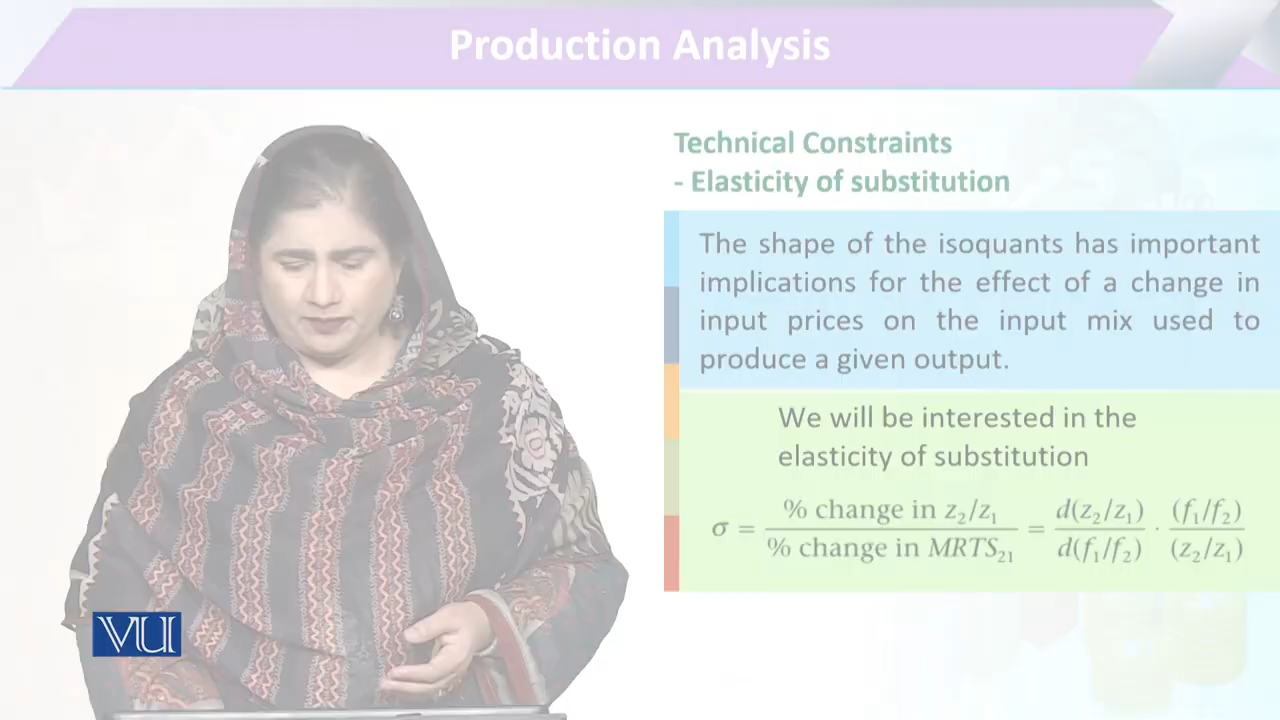 Production Analysis
Technical Constraints
- Elasticity of substitution
The shape of the isoquants has important
implications for the effect of a change in
input prices on the input mix used to
produce a given output.
We will be interested in the
elasticity of substitution
σ = % change in z₂/z₁ / % change in MRTS₂₁ = d(z₂/z₁) / d(f₁/f₂) · (f₁/f₂) / (z₂/z₁)
VU